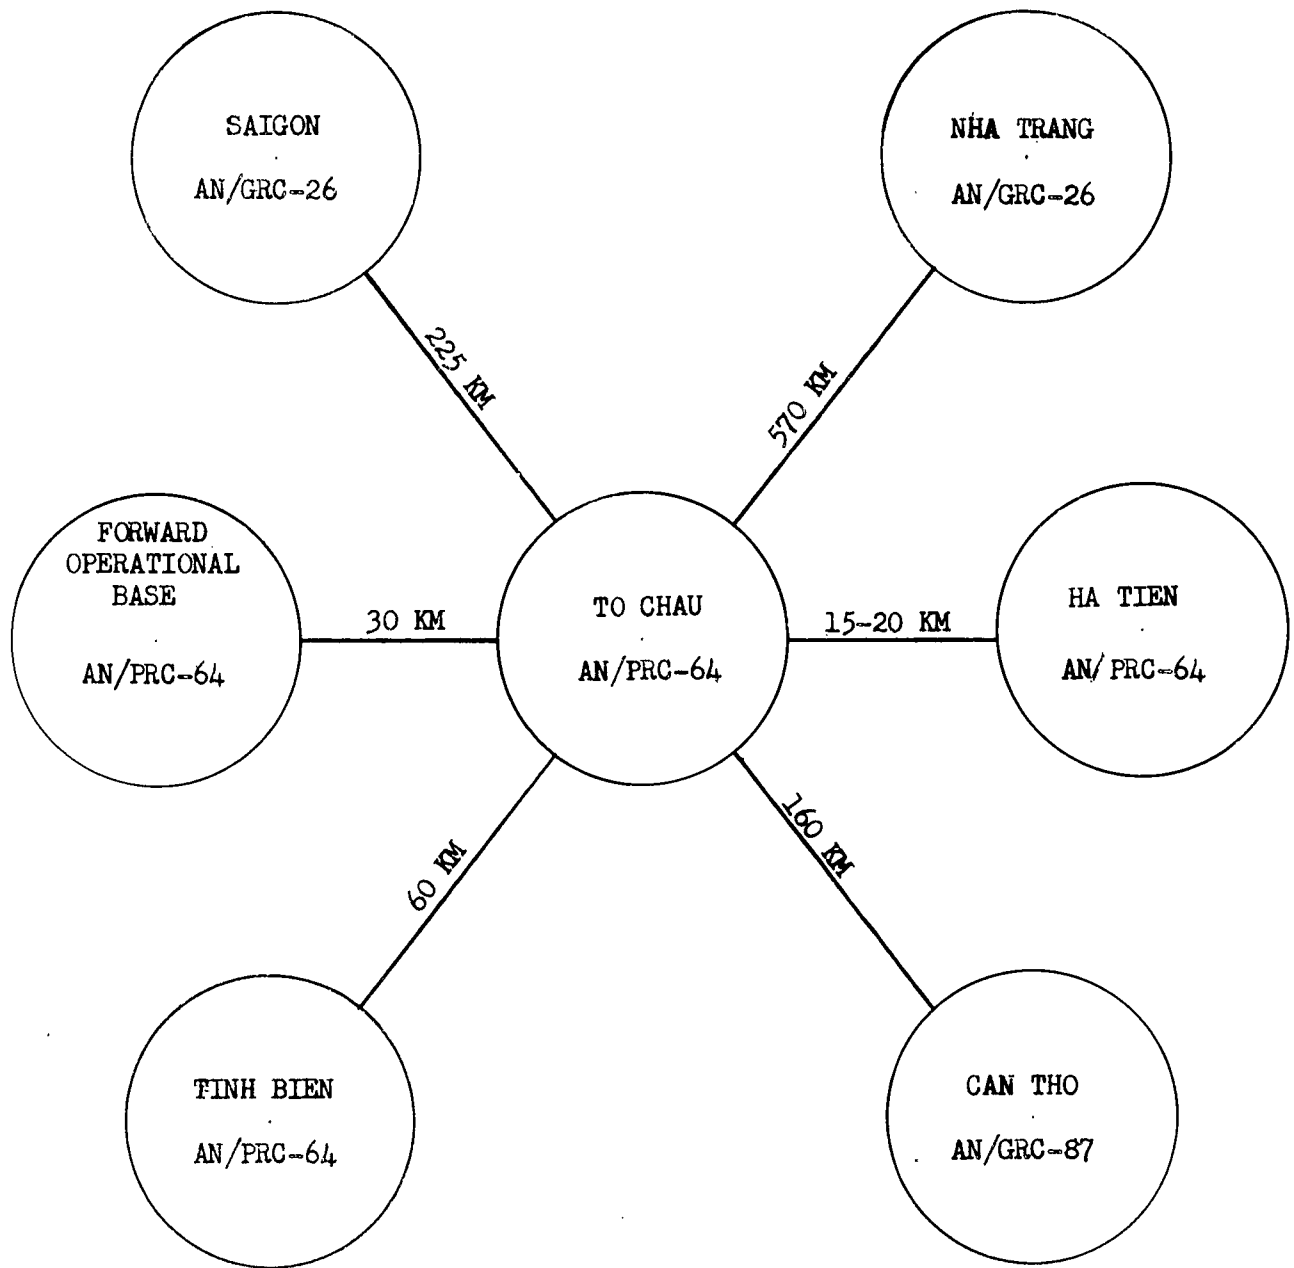 SAIGON
AN/GRC-26
NHA TRANG
AN/GRC-26
225 KM
570 KM
FORWARD
OPERATIONAL
BASE
AN/PRC-64
30 KM
TO CHAU
AN/PRC-64
15-20 KM
HA TIEN
AN/PRC-64
60 KM
160 KM
TINH BIEN
AN/PRC-64
CAN THO
AN/GRC-87